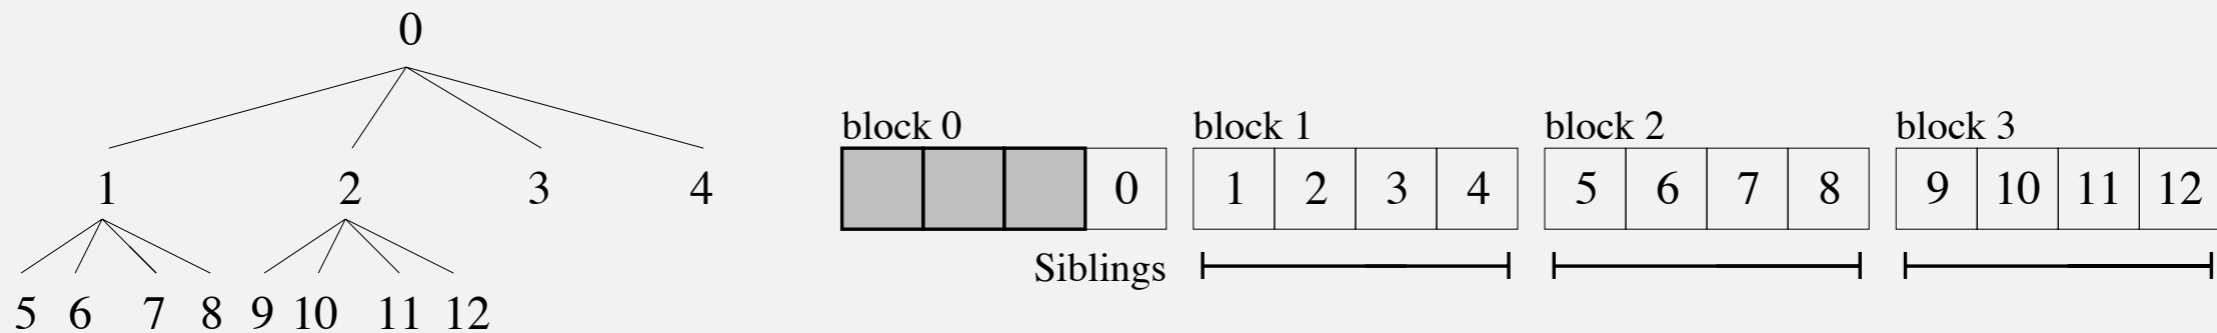 0
1 2 3 4
5 6 7 8 9 10 11 12
block 0 block 1 block 2 block 3
0 1 2 3 4 5 6 7 8 9 10 11 12
Siblings